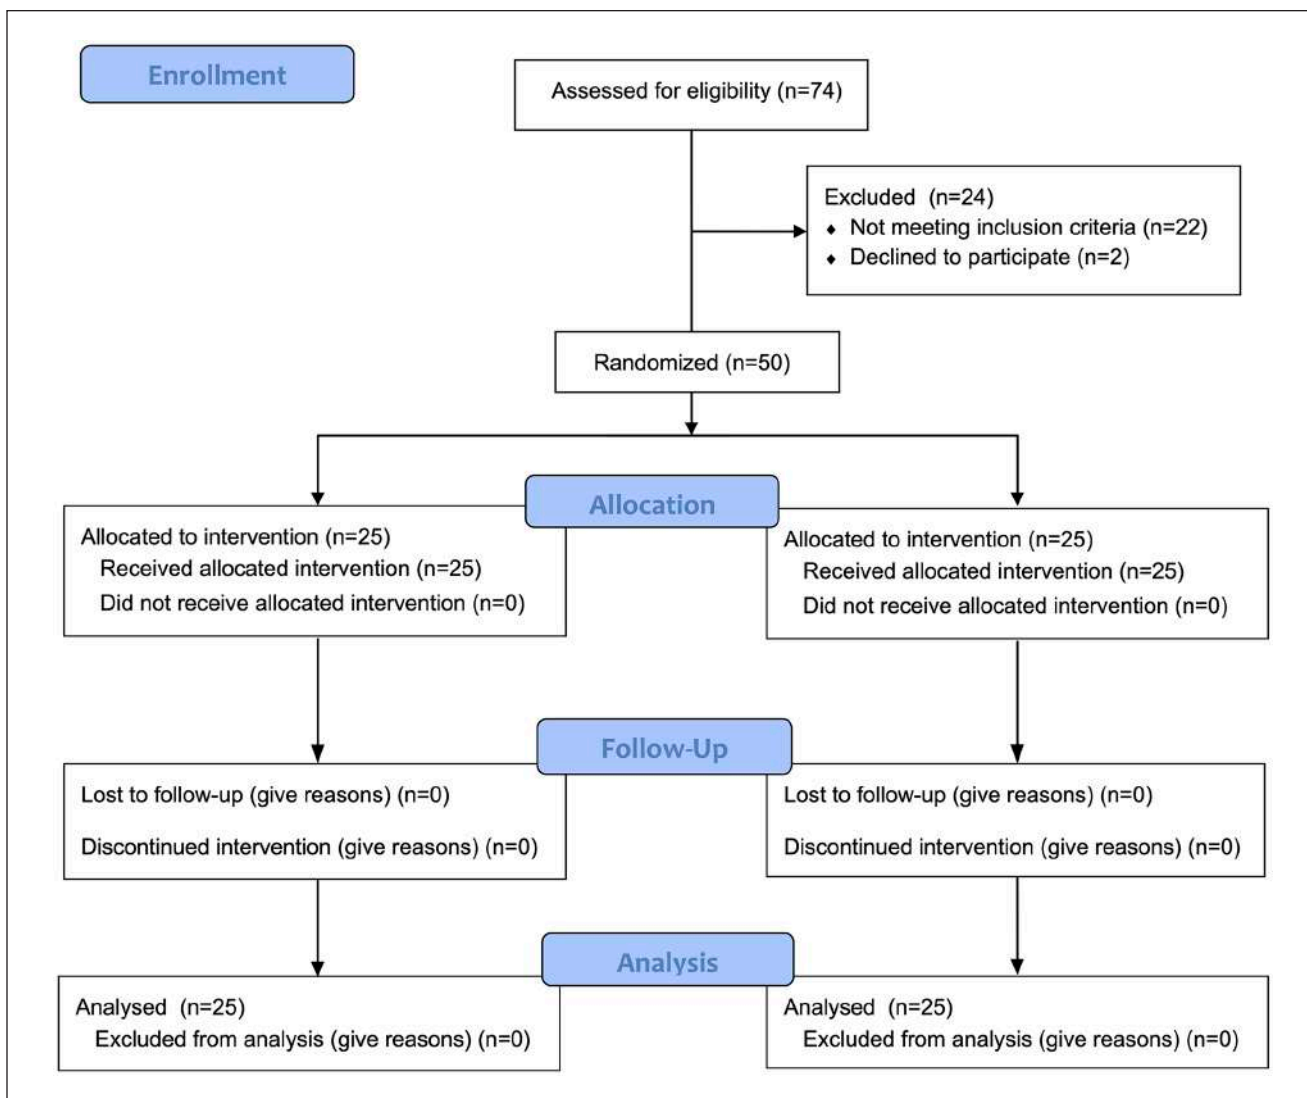 Enrollment
Assessed for eligibility (n=74)
Excluded (n=24)
♦ Not meeting inclusion criteria (n=22)
♦ Declined to participate (n=2)
Randomized (n=50)
Allocation
Allocated to intervention (n=25)
Received allocated intervention (n=25)
Did not receive allocated intervention (n=0)
Allocated to intervention (n=25)
Received allocated intervention (n=25)
Did not receive allocated intervention (n=0)
Follow-Up
Lost to follow-up (give reasons) (n=0)
Discontinued intervention (give reasons) (n=0)
Lost to follow-up (give reasons) (n=0)
Discontinued intervention (give reasons) (n=0)
Analysis
Analysed (n=25)
Excluded from analysis (give reasons) (n=0)
Analysed (n=25)
Excluded from analysis (give reasons) (n=0)